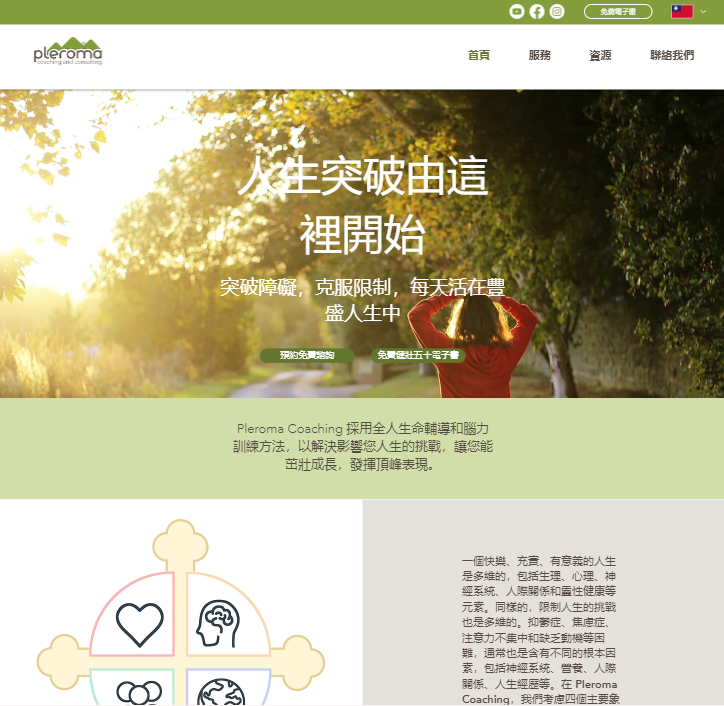 免費電子書
pleroma
coaching and consulting
首頁 服務 資源 聯絡我們
人生突破由這
裡開始
突破障礙，克服限制，每天活在豐
盛人生中
預約免費諮詢 免費健壯五十電子書
Pleroma Coaching 採用全人生命輔導和腦力
訓練方法，以解決影響您人生的挑戰，讓您能
茁壯成長，發揮頂峰表現。
一個快樂、充實、有意義的人生
是多維的，包括生理、心理、神
經系統、人際關係和靈性健康等
元素。同樣的，限制人生的挑戰
也是多維的。抑鬱症、焦慮症、
注意力不集中和缺乏動機等困
難，通常也是含有不同的根本因
素，包括神經系統、營養、人際
關係、人生經歷等。在 Pleroma
Coaching，我們考慮四個主要象